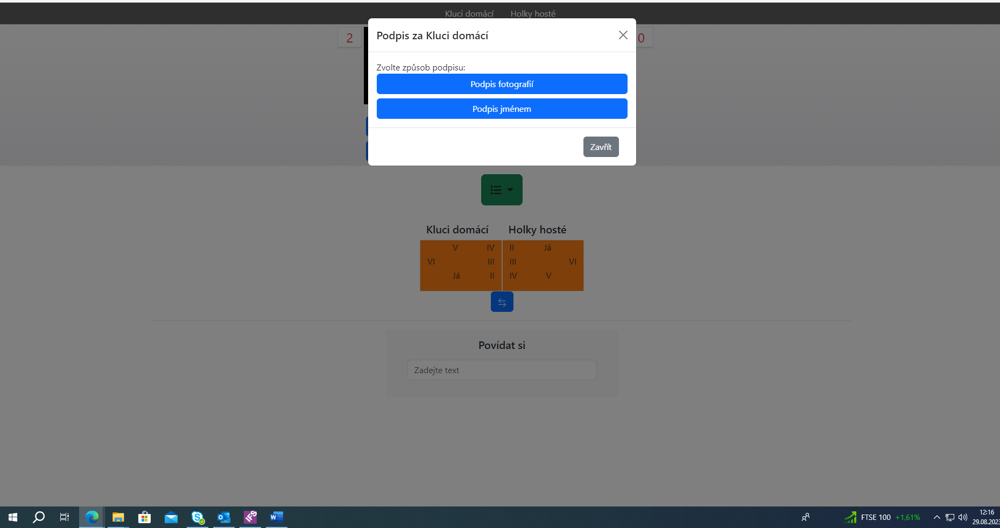 Kluci domácí Holky hosté
2 0
Podpis za Kluci domácí
Zvolte způsob podpisu:
Podpis fotografií
Podpis jménem
Zavřít
Kluci domácí Holky hosté
V IV II Já
VI III III VI
Já II IV V
Povídat si
Zadejte text
FTSE 100 +1,61%
12:16
29.08.2023